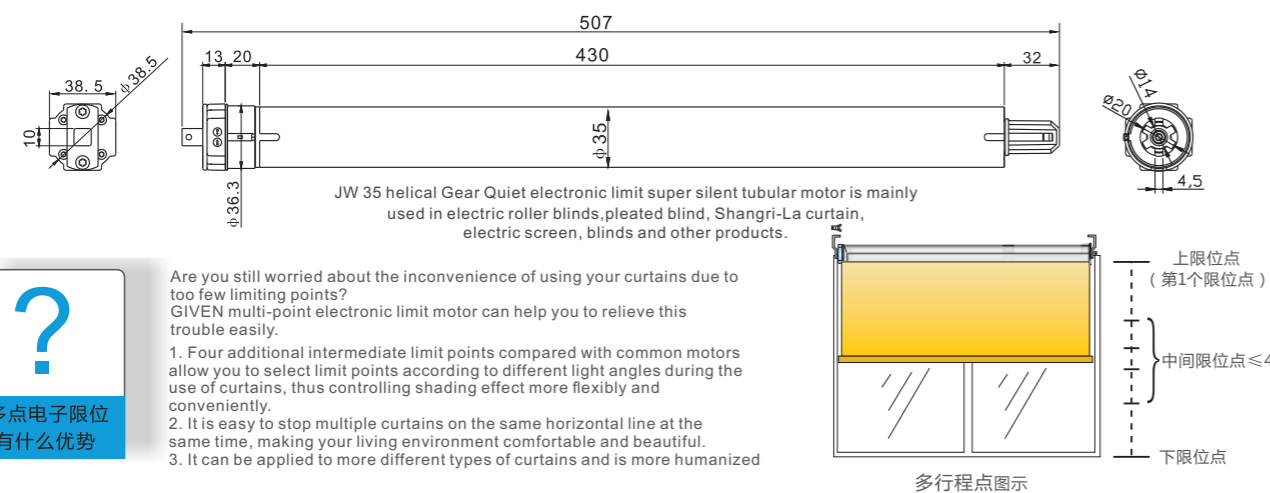 507
13 20
430
32
38. 5
ϕ38.5
10
ϕ36.3
ϕ35
Ø14
Ø20
4,5
JW 35 helical Gear Quiet electronic limit super silent tubular motor is mainly
used in electric roller blinds,pleated blind, Shangri-La curtain,
electric screen, blinds and other products.
?
多点电子限位
有什么优势
Are you still worried about the inconvenience of using your curtains due to
too few limiting points?
GIVEN multi-point electronic limit motor can help you to relieve this
trouble easily.
1. Four additional intermediate limit points compared with common motors
allow you to select limit points according to different light angles during the
use of curtains, thus controlling shading effect more flexibly and
conveniently.
2. It is easy to stop multiple curtains on the same horizontal line at the
same time, making your living environment comfortable and beautiful.
3. It can be applied to more different types of curtains and is more humanized
上限位点
（第1个限位点）
中间限位点≤4
下限位点
多行程点图示